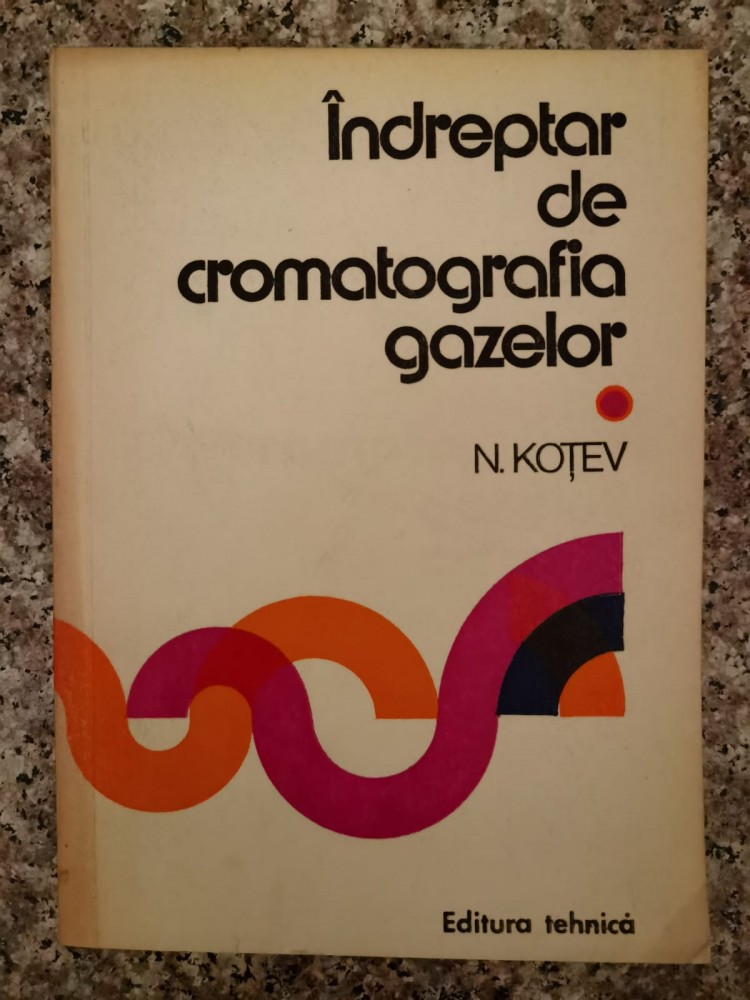 Îndreptar
de
cromatografia
gazelor
N. KOȚEV
Editura tehnică